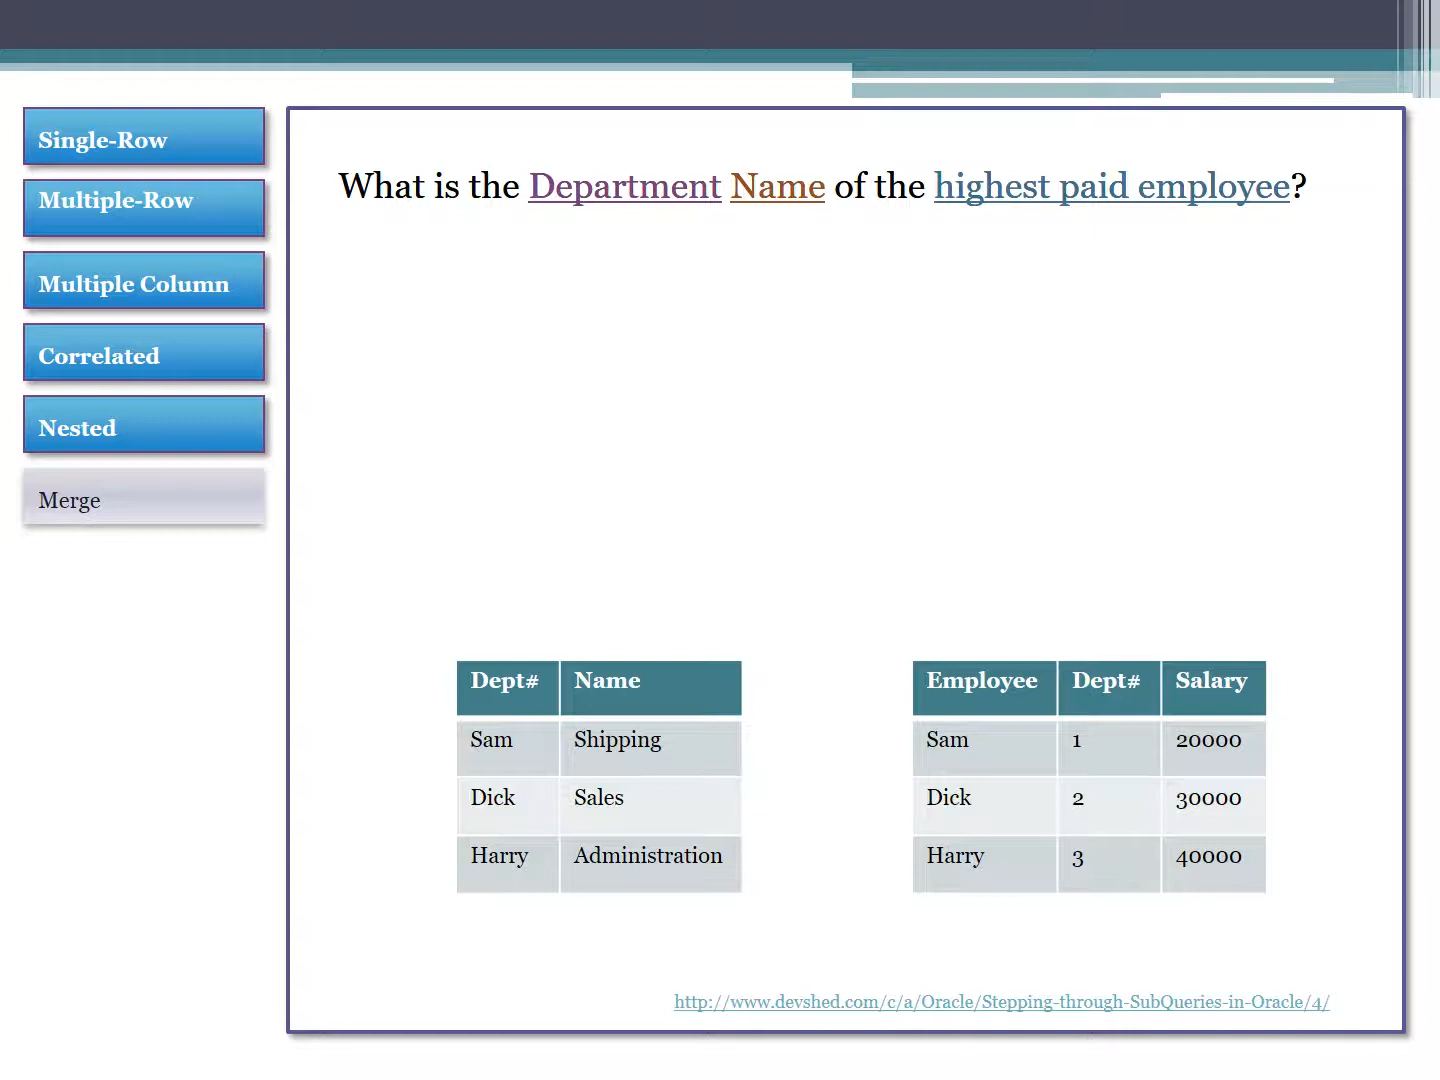 Single-Row
Multiple-Row
Multiple Column
Correlated
Nested
Merge
What is the Department Name of the highest paid employee?
Dept# Name
Sam Shipping
Dick Sales
Harry Administration
Employee Dept# Salary
Sam 1 20000
Dick 2 30000
Harry 3 40000
http://www.devshed.com/c/a/Oracle/Stepping-through-SubQueries-in-Oracle/4/